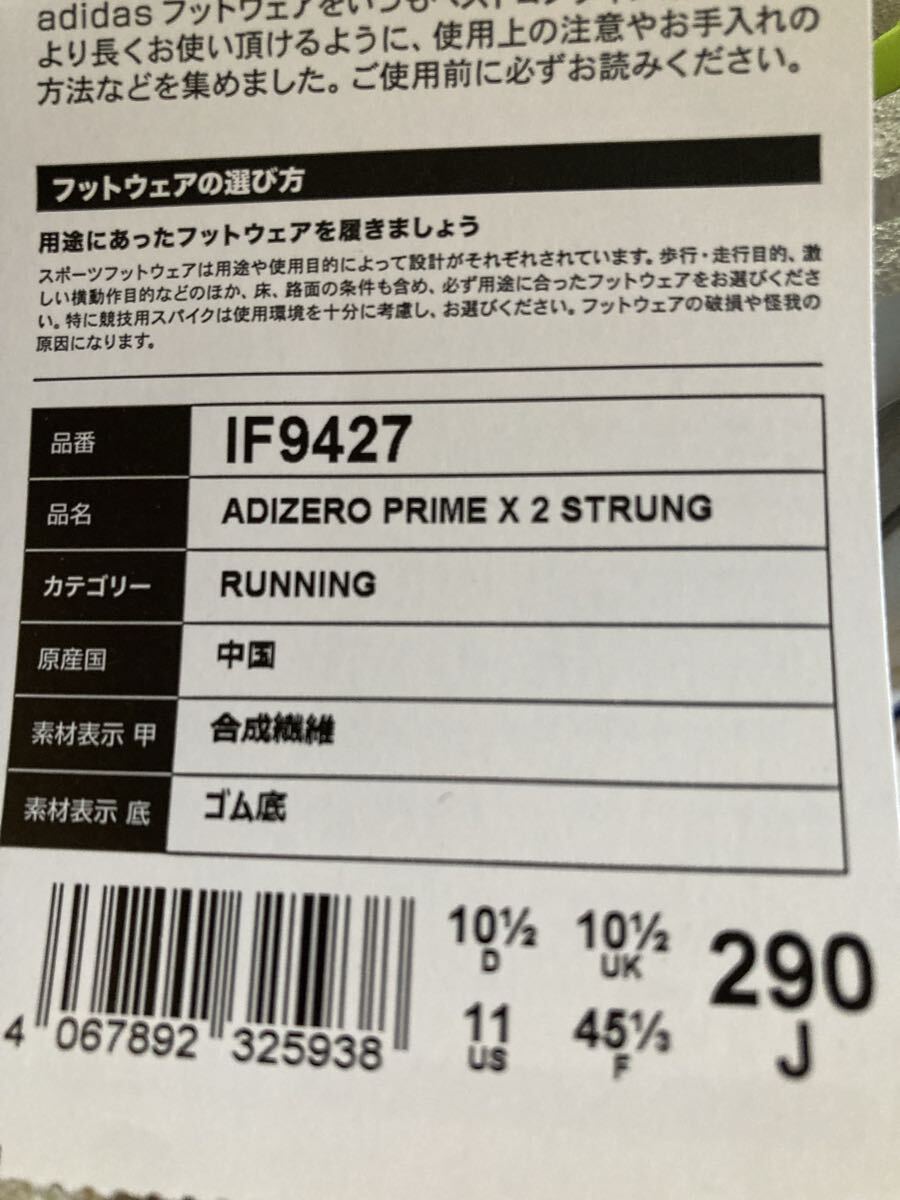 adidas フットウェアをいつもベストコンディ
より長くお使い頂けるように、使用上の注意やお手入れの
方法などを集めました。ご使用前に必ずお読みください。
フットウェアの選び方
用途にあったフットウェアを履きましょう
スポーツフットウェアは用途や使用目的によって設計がそれぞれされています。歩行・走行目的、激
しい横動作目的などのほか、床、路面の条件も含め、必ず用途に合ったフットウェアをお選びくださ
い。特に競技用スパイクは使用環境を十分に考慮し、お選びください。フットウェアの破損や怪我の
原因になります。
品番 IF9427
品名 ADIZERO PRIME X 2 STRUNG
カテゴリー RUNNING
原産国 中国
素材表示 甲 合成繊維
素材表示 底 ゴム底
10½ 10½ 290
D UK J
11 45⅓
US F
4 067892 325938